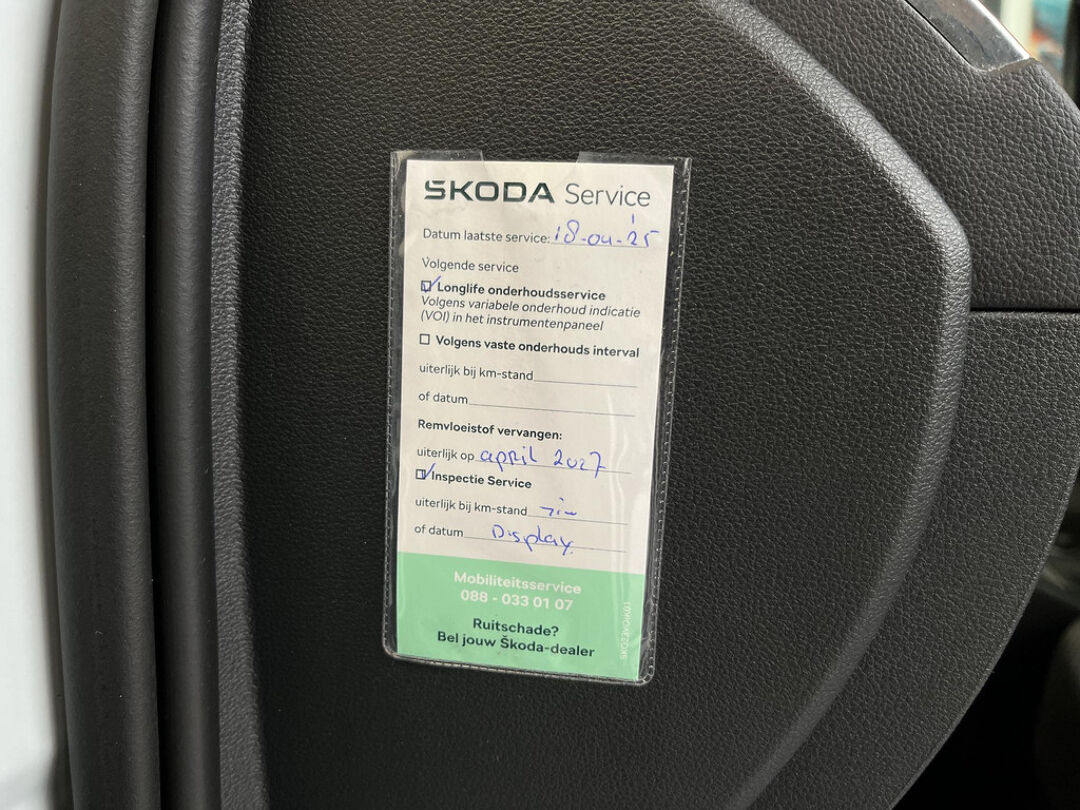 ŠKODA Service
Datum laatste service: 18-04-'25
Volgende service
Longlife onderhoudsservice
Volgens variabele onderhoud indicatie
(VOI) in het instrumentenpaneel
Volgens vaste onderhouds interval
uiterlijk bij km-stand
of datum
Remvloeistof vervangen:
uiterlijk op april 2027
Inspectie Service
uiterlijk bij km-stand
of datum Display
Mobiliteitsservice
088 - 033 01 07
Ruitschade?
Bel jouw Škoda-dealer